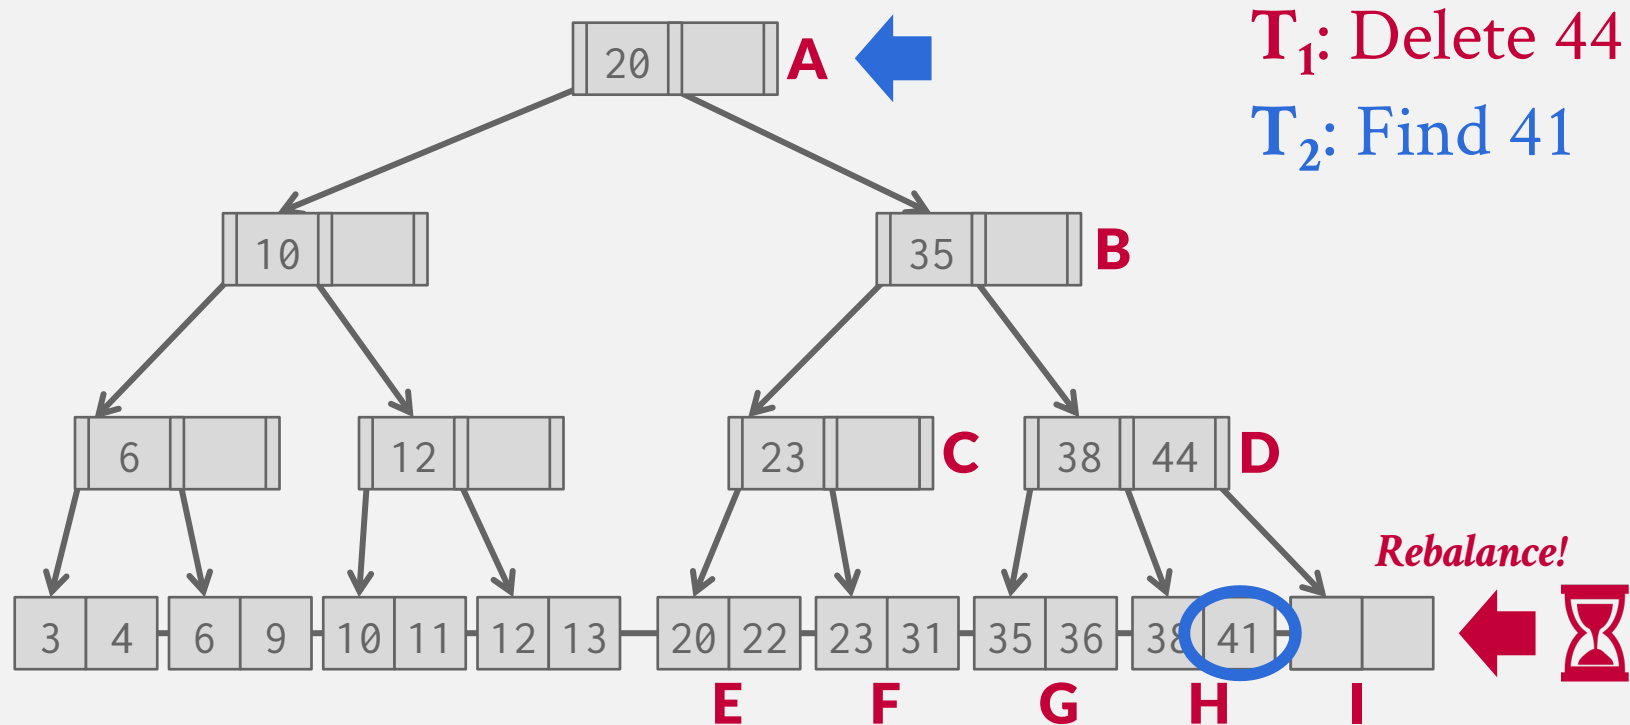 T1: Delete 44
20 A
T2: Find 41
10 35 B
6 12 23 C 38 44 D
Rebalance!
3 4 6 9 10 11 12 13 20 22 23 31 35 36 38 41
E F G H I